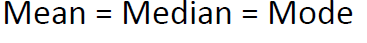 Mean = Median = Mode